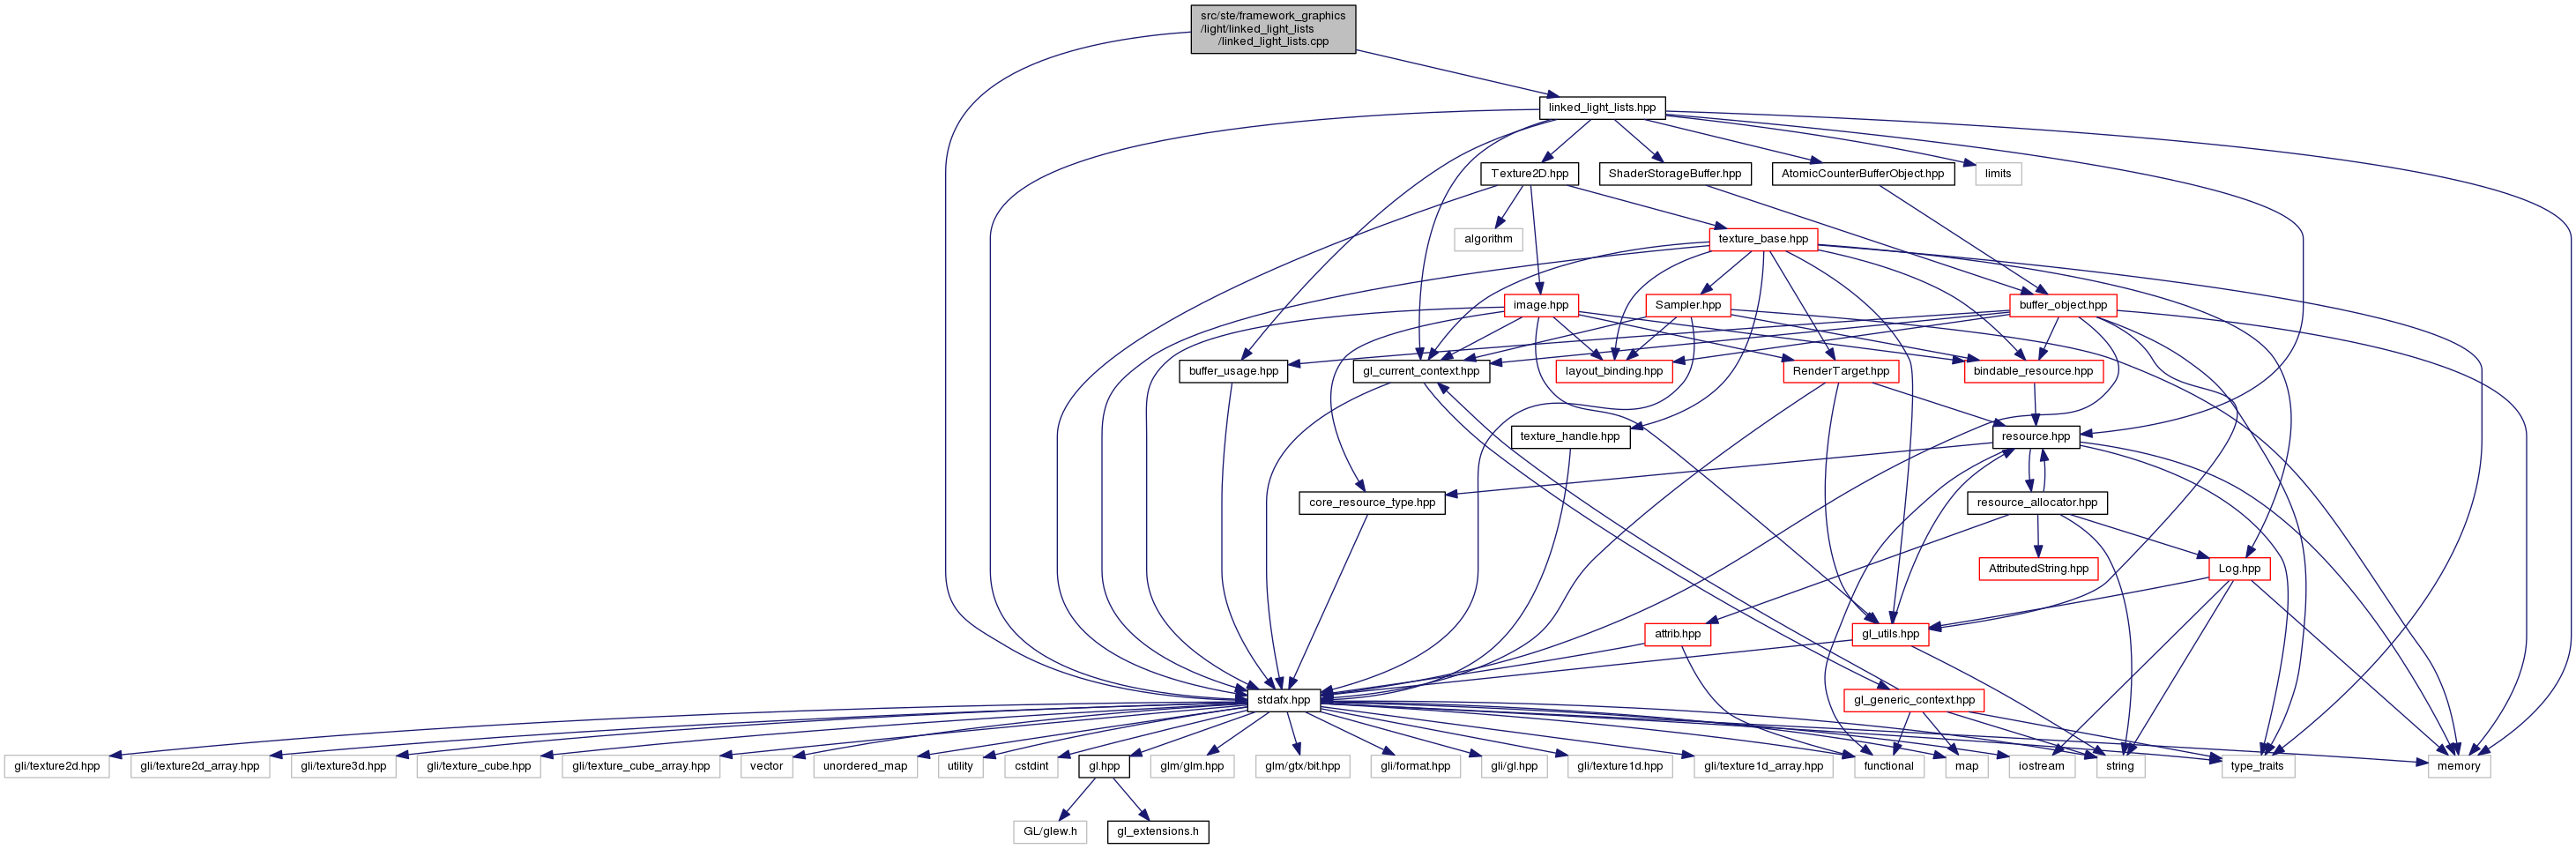 src/ste/framework_graphics
/light/linked_light_lists
/linked_light_lists.cpp
linked_light_lists.hpp
Texture2D.hpp
ShaderStorageBuffer.hpp
AtomicCounterBufferObject.hpp
limits
algorithm
texture_base.hpp
image.hpp
Sampler.hpp
buffer_object.hpp
buffer_usage.hpp
gl_current_context.hpp
layout_binding.hpp
RenderTarget.hpp
bindable_resource.hpp
texture_handle.hpp
resource.hpp
core_resource_type.hpp
resource_allocator.hpp
AttributedString.hpp
Log.hpp
attrib.hpp
gl_utils.hpp
stdafx.hpp
gl_generic_context.hpp
gli/texture2d.hpp
gli/texture2d_array.hpp
gli/texture3d.hpp
gli/texture_cube.hpp
gli/texture_cube_array.hpp
vector
unordered_map
utility
cstdint
gl.hpp
glm/glm.hpp
glm/gtx/bit.hpp
gli/format.hpp
gli/gl.hpp
gli/texture1d.hpp
gli/texture1d_array.hpp
functional
map
iostream
string
type_traits
memory
GL/glew.h
gl_extensions.h